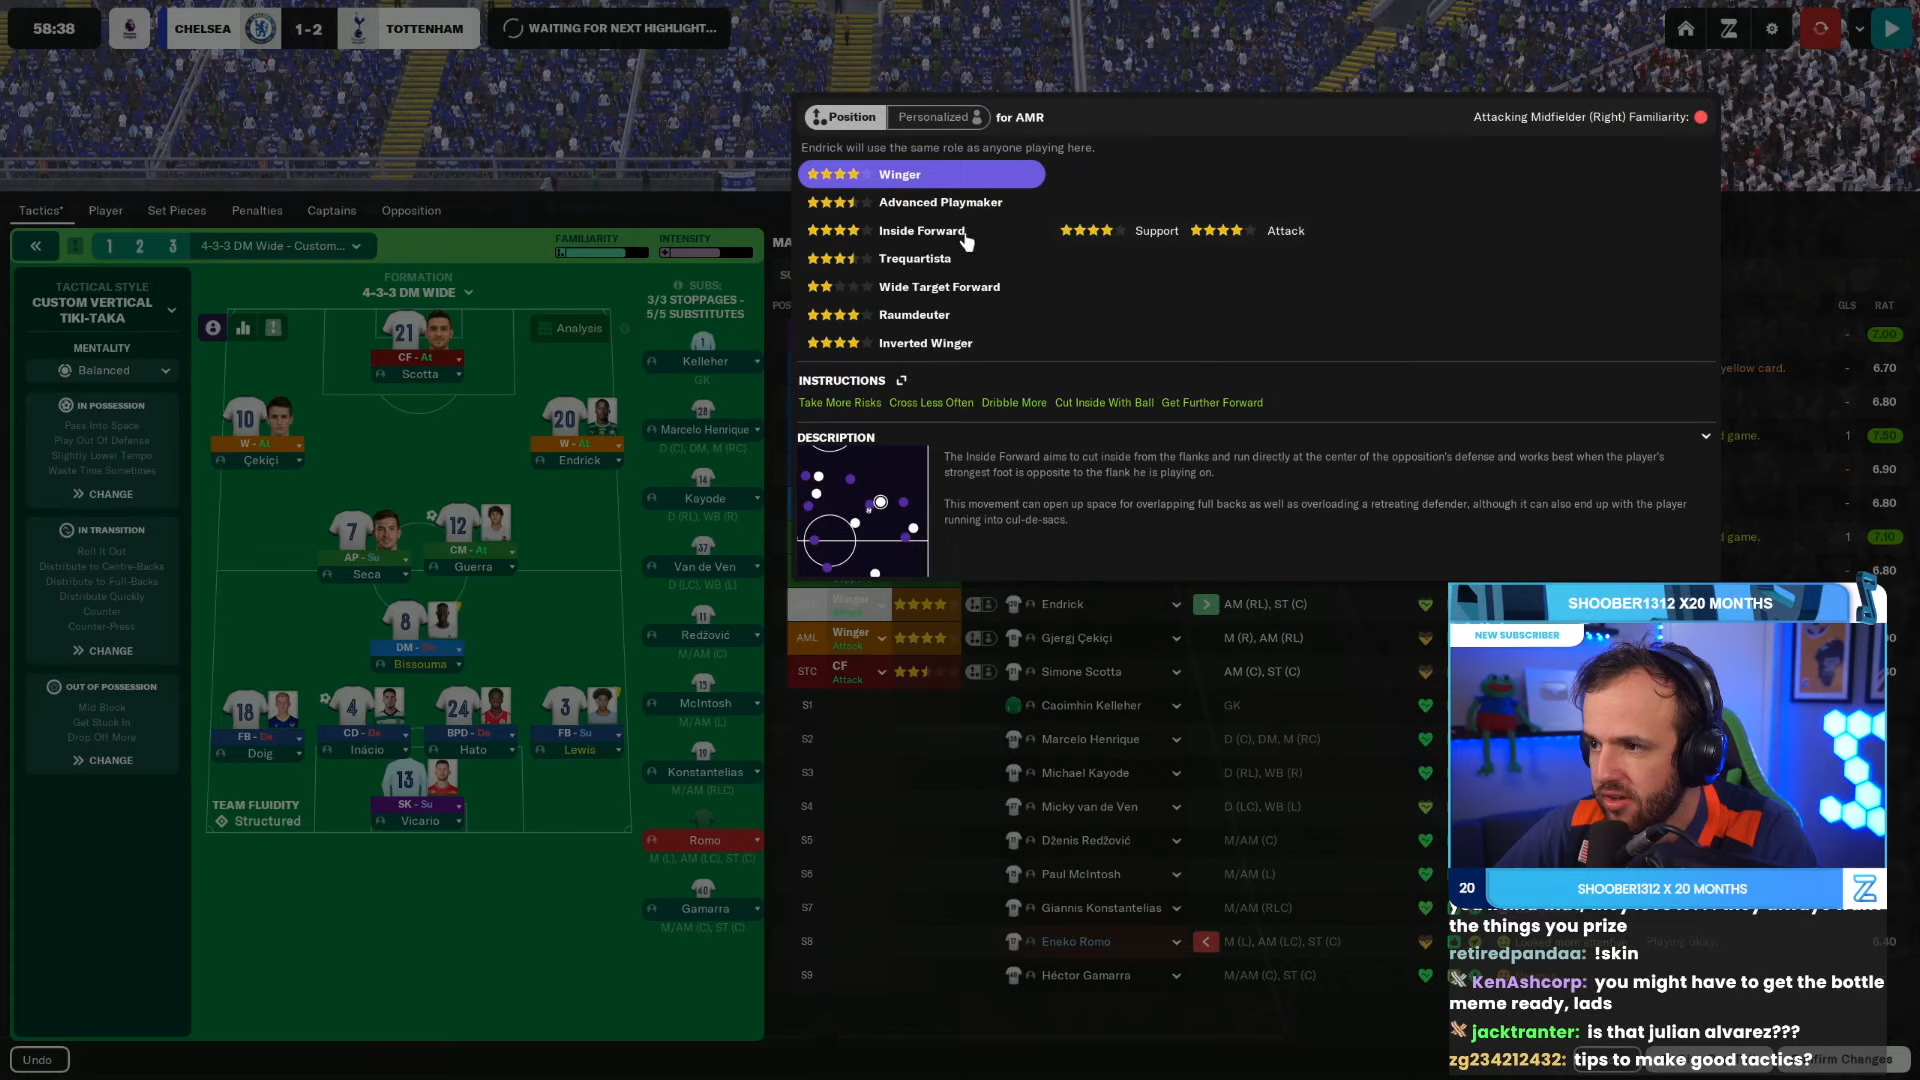 58:38
CHELSEA
1-2
TOTTENHAM
WAITING FOR NEXT HIGHLIGHT...
Position
Personalized
for AMR
Attacking Midfielder (Right) Familiarity:
Endrick will use the same role as anyone playing here.
Winger
Advanced Playmaker
Inside Forward
Support
Attack
Trequartista
Wide Target Forward
Raumdeuter
Inverted Winger
INSTRUCTIONS
Take More Risks Cross Less Often Dribble More Cut Inside With Ball Get Further Forward
DESCRIPTION
The Inside Forward aims to cut inside from the flanks and run directly at the center of the opposition's defense and works best when the player's
strongest foot is opposite to the flank he is playing on.
This movement can open up space for overlapping full backs as well as overloading a retreating defender, although it can also end up with the player
running into cul-de-sacs.
Tactics* Player Set Pieces Penalties Captains Opposition
1 2 3
4-3-3 DM Wide - Custom...
FAMILIARITY
INTENSITY
TACTICAL STYLE
CUSTOM VERTICAL
TIKI-TAKA
MENTALITY
Balanced
IN POSSESSION
Pass Into Space
Play Out Of Defense
Slightly Lower Tempo
Waste Time Sometimes
CHANGE
IN TRANSITION
Roll It Out
Distribute to Centre-Backs
Distribute to Full-Backs
Distribute Quickly
Counter
Counter-Press
CHANGE
OUT OF POSSESSION
Mid Block
Get Stuck In
Drop Off More
CHANGE
FORMATION
4-3-3 DM WIDE
Analysis
21
CF - At
Scotta
10
W - At
Çekiçi
20
W - At
Endrick
7
AP - Su
Seca
12
CM - At
Guerra
8
DM - De
Bissouma
18
FB - De
Doig
4
CD - De
Inácio
24
BPD - De
Hato
3
FB - Su
Lewis
13
SK - Su
Vicario
TEAM FLUIDITY
Structured
SUBS:
3/3 STOPPAGES -
5/5 SUBSTITUTES
1
Kelleher
GK
28
Marcelo Henrique
D (C), DM, M (RC)
14
Kayode
D (RL), WB (R)
37
Van de Ven
D (LC), WB (L)
11
Redžović
M/AM (C)
15
McIntosh
M/AM (L)
19
Konstantelias
M/AM (RLC)
Romo
M (L), AM (LC), ST (C)
40
Gamarra
M/AM (C), ST (C)
GLS RAT
- 7.00
yellow card. - 6.70
- 6.80
d game. 1 7.50
- 6.90
- 6.80
d game. 1 7.10
- 6.80
Winger
Attack
Endrick
AM (RL), ST (C)
AML
Winger
Attack
Gjergj Çekiçi
M (R), AM (RL)
STC
CF
Attack
Simone Scotta
AM (C), ST (C)
S1 Caoimhin Kelleher GK
S2 Marcelo Henrique D (C), DM, M (RC)
S3 Michael Kayode D (RL), WB (R)
S4 Micky van de Ven D (LC), WB (L)
S5 Dženis Redžović M/AM (C)
S6 Paul McIntosh M/AM (L)
S7 Giannis Konstantelias M/AM (RLC)
S8 Eneko Romo M (L), AM (LC), ST (C)
6.40
S9 Héctor Gamarra M/AM (C), ST (C)
SHOOBER1312 X20 MONTHS
NEW SUBSCRIBER
20
SHOOBER1312 X 20 MONTHS
the things you prize
retiredpandaa: !skin
KenAshcorp: you might have to get the bottle
meme ready, lads
jacktranter: is that julian alvarez???
zg234212432: tips to make good tactics?
Changes
Undo